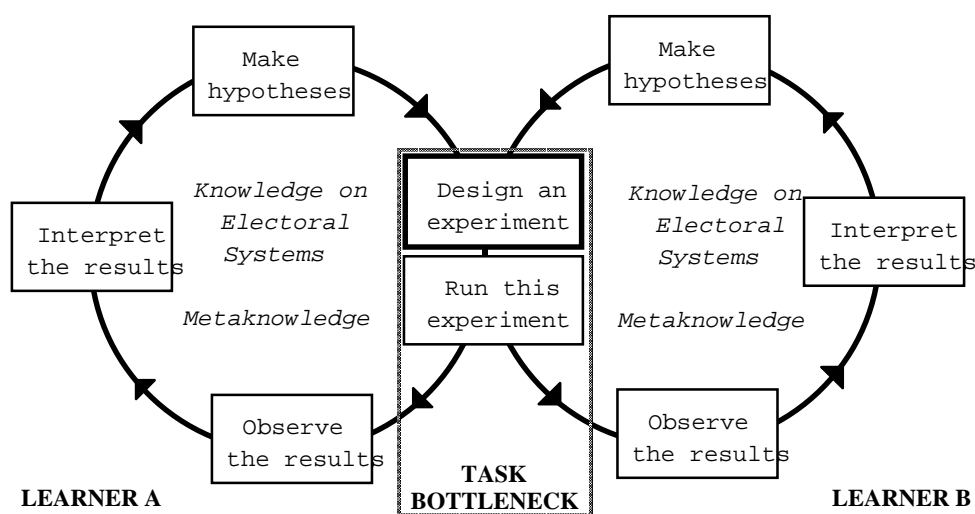 Make
hypotheses
Make
hypotheses
Design an
experiment
Knowledge on
Electoral
Systems
Knowledge on
Electoral
Systems
Interpret
the results
Interpret
the results
Run this
experiment
Metaknowledge
Metaknowledge
Observe
the results
Observe
the results
TASK
BOTTLENECK
LEARNER A
LEARNER B